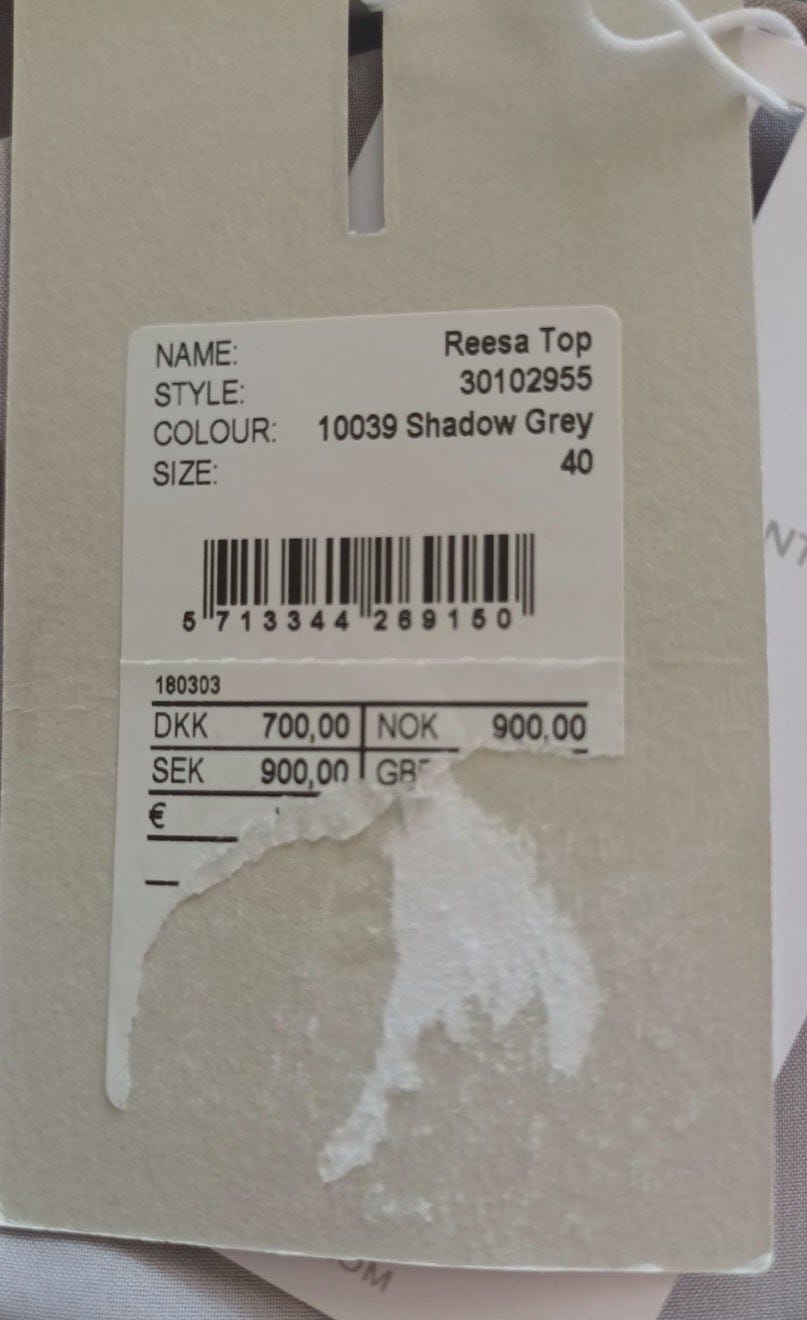 NAME: Reesa Top
STYLE: 30102955
COLOUR: 10039 Shadow Grey
SIZE: 40
5 713344 269150
180303
DKK 700,00 NOK 900,00
SEK 900,00
€